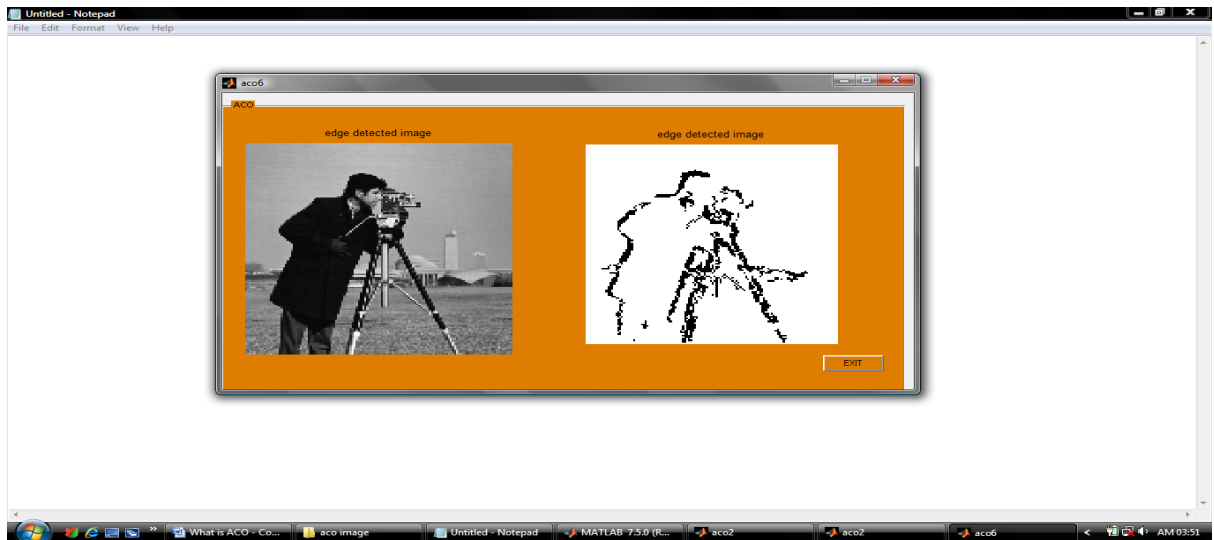 Untitled - Notepad
File Edit Format View Help
aco6
ACO
edge detected image
edge detected image
EXIT
What is ACO - Co...
aco image
Untitled - Notepad
MATLAB 7.5.0 (R...
aco2
aco2
aco6
AM 03:51